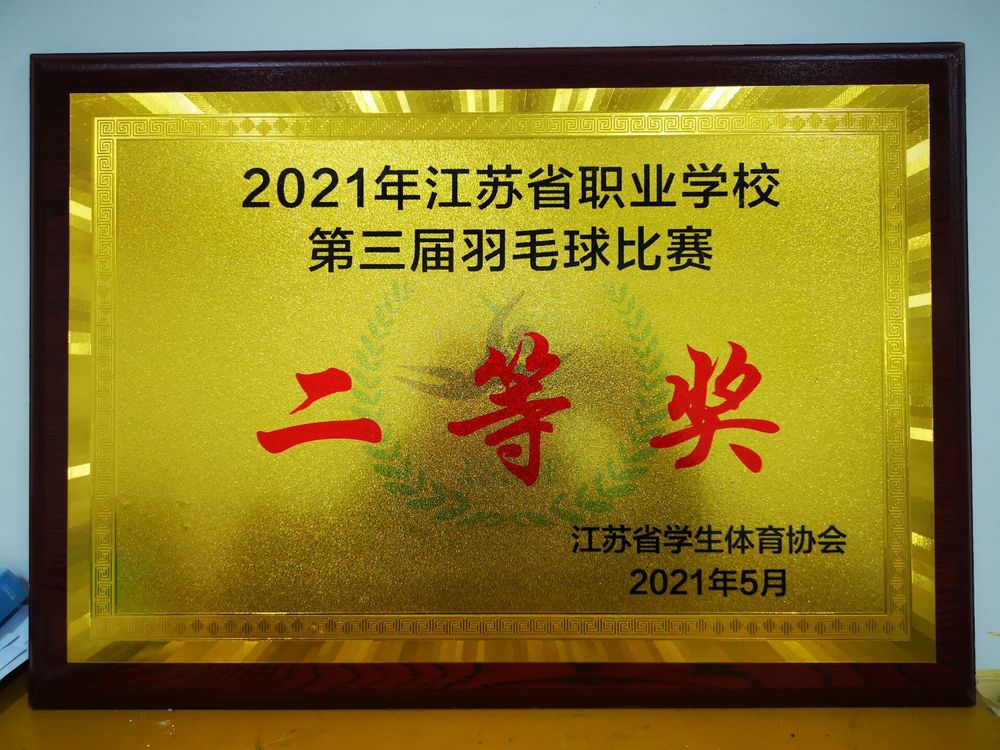 2021年江苏省职业学校
第三届羽毛球比赛
二等奖
江苏省学生体育协会
2021年5月